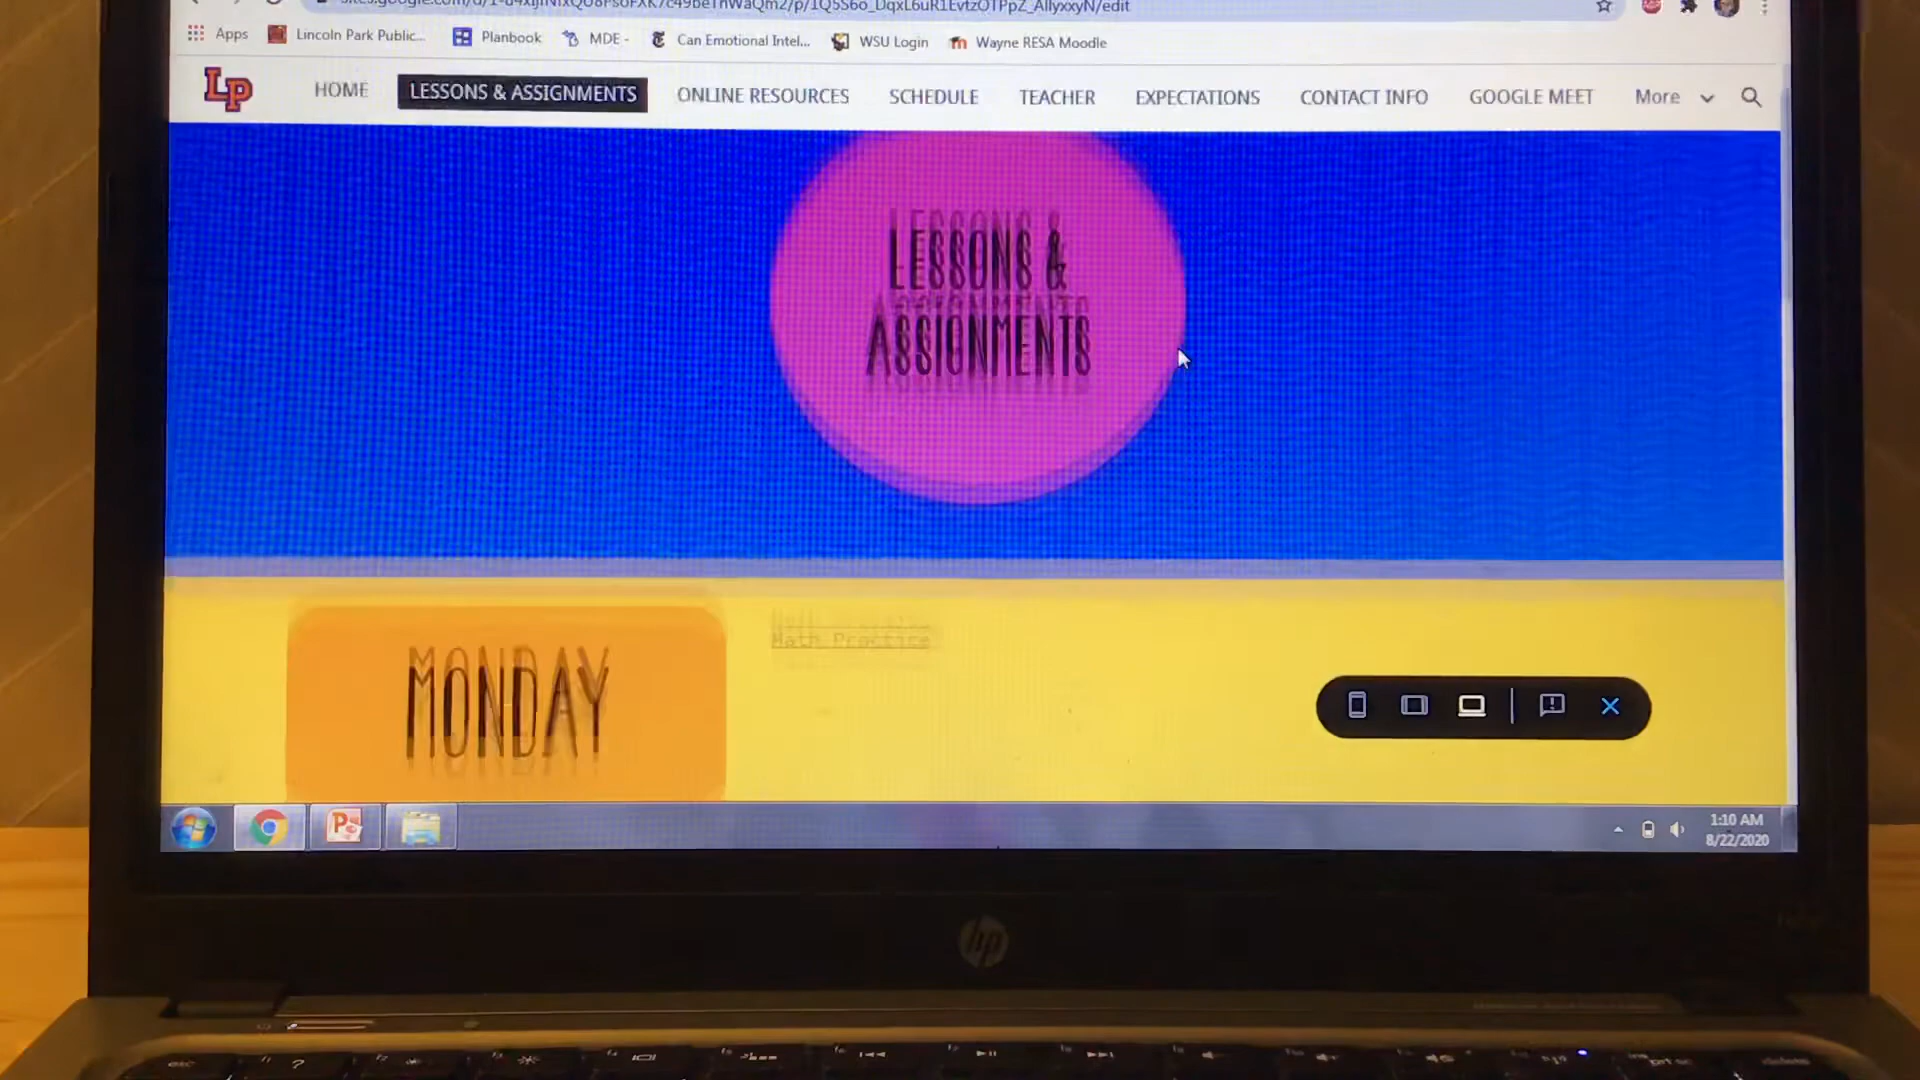 Apps Lincoln Park Public... Planbook MDE - Can Emotional Intel... WSU Login Wayne RESA Moodle
LP HOME LESSONS & ASSIGNMENTS ONLINE RESOURCES SCHEDULE TEACHER EXPECTATIONS CONTACT INFO GOOGLE MEET More
LESSONS &
ASSIGNMENTS
Math Practice
MONDAY
1:10 AM
8/22/2020
hp